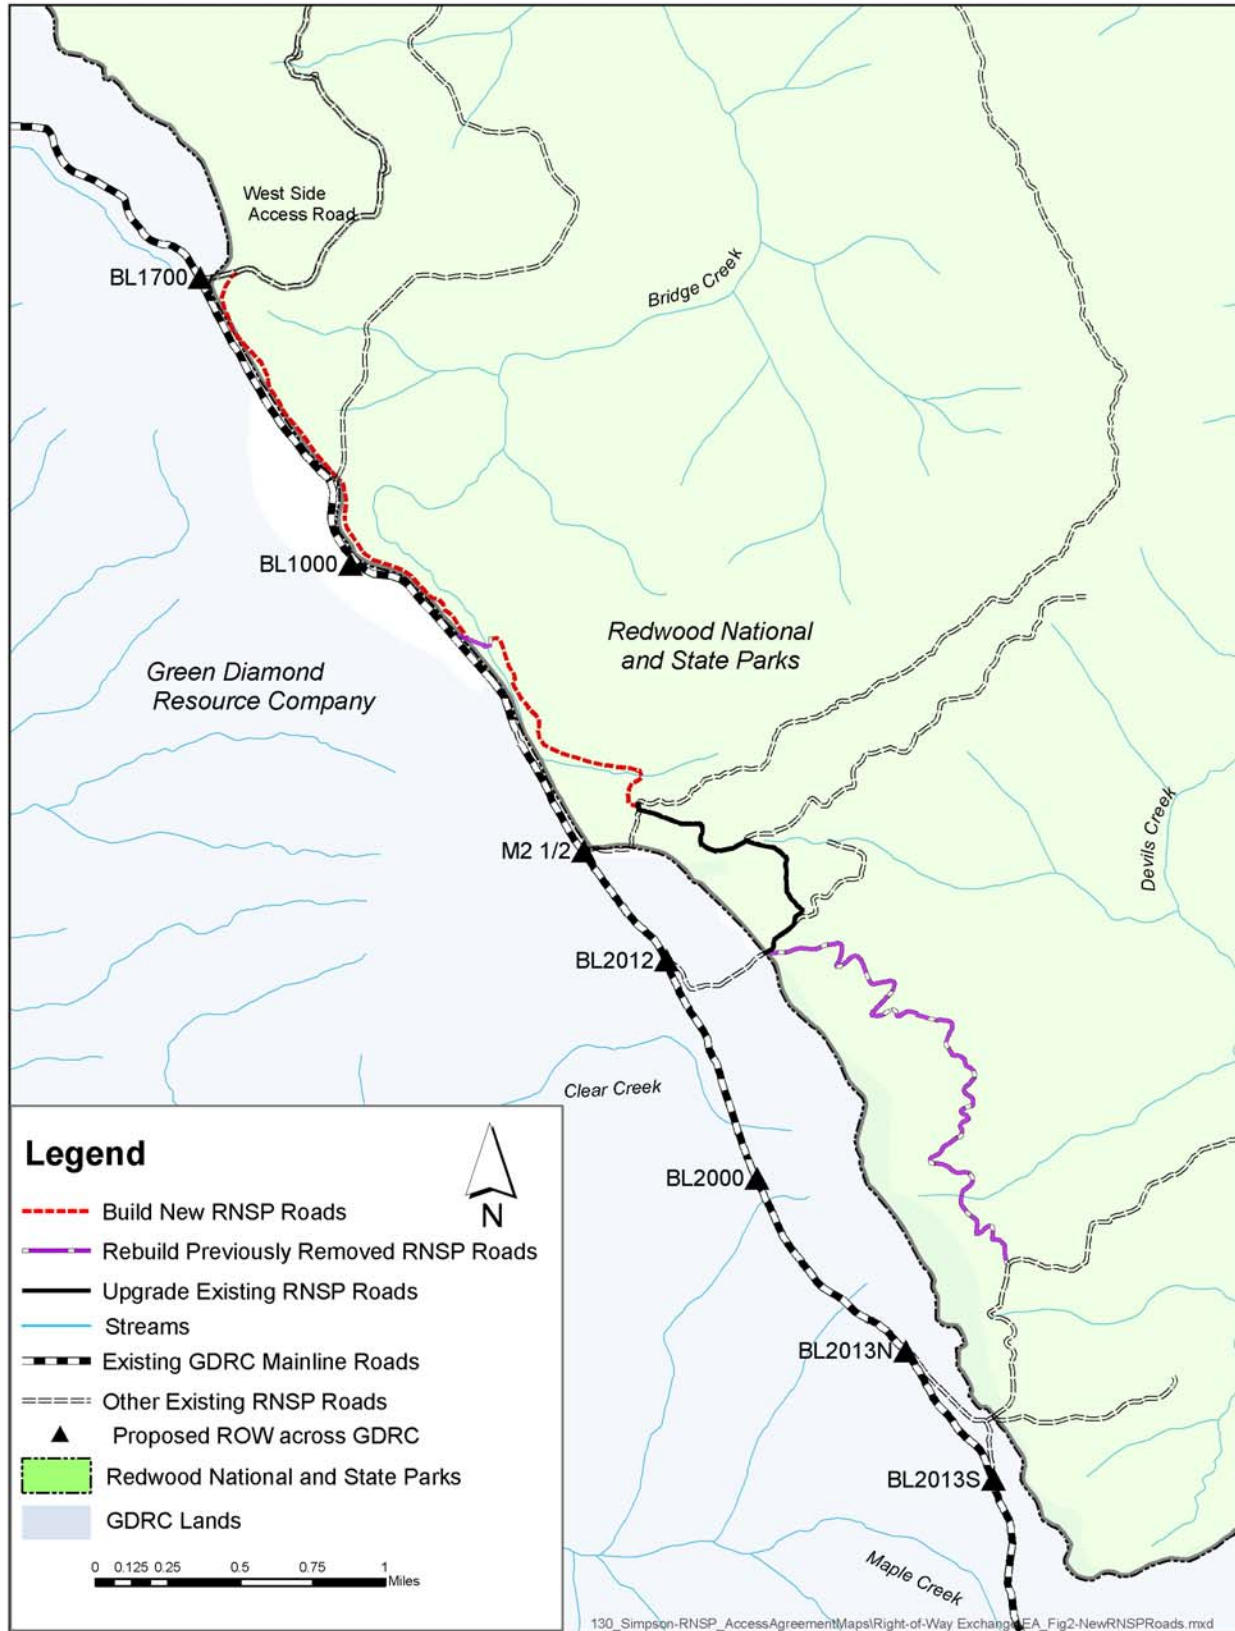 West Side
Access Road
BL1700
Bridge Creek
BL1000
Redwood National
and State Parks
Green Diamond
Resource Company
Devils Creek
M2 1/2
BL2012
Clear Creek
BL2000
BL2013N
BL2013S
Maple Creek
Legend
N
Build New RNSP Roads
Rebuild Previously Removed RNSP Roads
Upgrade Existing RNSP Roads
Streams
Existing GDRC Mainline Roads
Other Existing RNSP Roads
Proposed ROW across GDRC
Redwood National and State Parks
GDRC Lands
0 0.125 0.25 0.5 0.75 1
Miles
130_Simpson-RNSP_AccessAgreementMaps\Right-of-Way Exchange\EA_Fig2-NewRNSPRoads.mxd